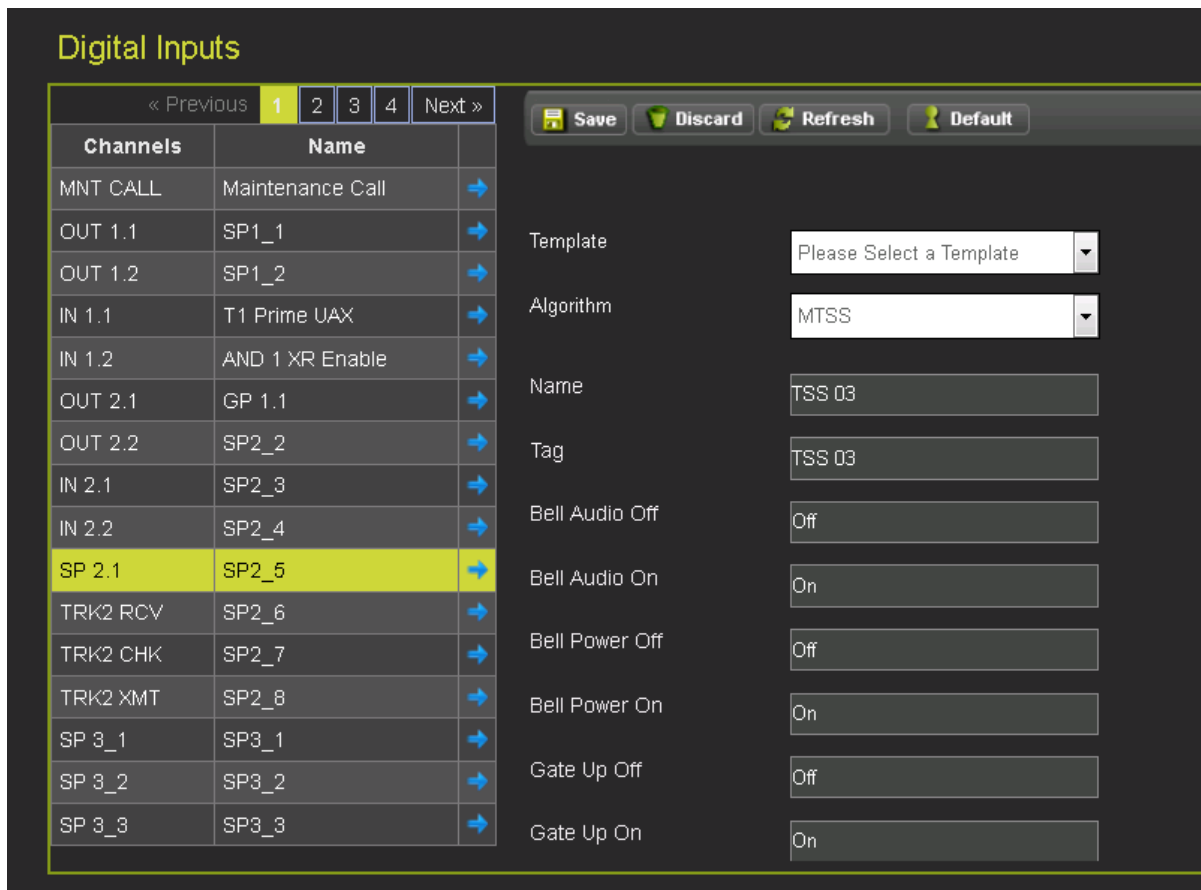 Digital Inputs
« Previous 1 2 3 4 Next »
Channels Name
MNT CALL Maintenance Call
OUT 1.1 SP1_1
OUT 1.2 SP1_2
IN 1.1 T1 Prime UAX
IN 1.2 AND 1 XR Enable
OUT 2.1 GP 1.1
OUT 2.2 SP2_2
IN 2.1 SP2_3
IN 2.2 SP2_4
SP 2.1 SP2_5
TRK2 RCV SP2_6
TRK2 CHK SP2_7
TRK2 XMT SP2_8
SP 3_1 SP3_1
SP 3_2 SP3_2
SP 3_3 SP3_3
Save Discard Refresh Default
Template Please Select a Template
Algorithm MTSS
Name TSS 03
Tag TSS 03
Bell Audio Off Off
Bell Audio On On
Bell Power Off Off
Bell Power On On
Gate Up Off Off
Gate Up On On